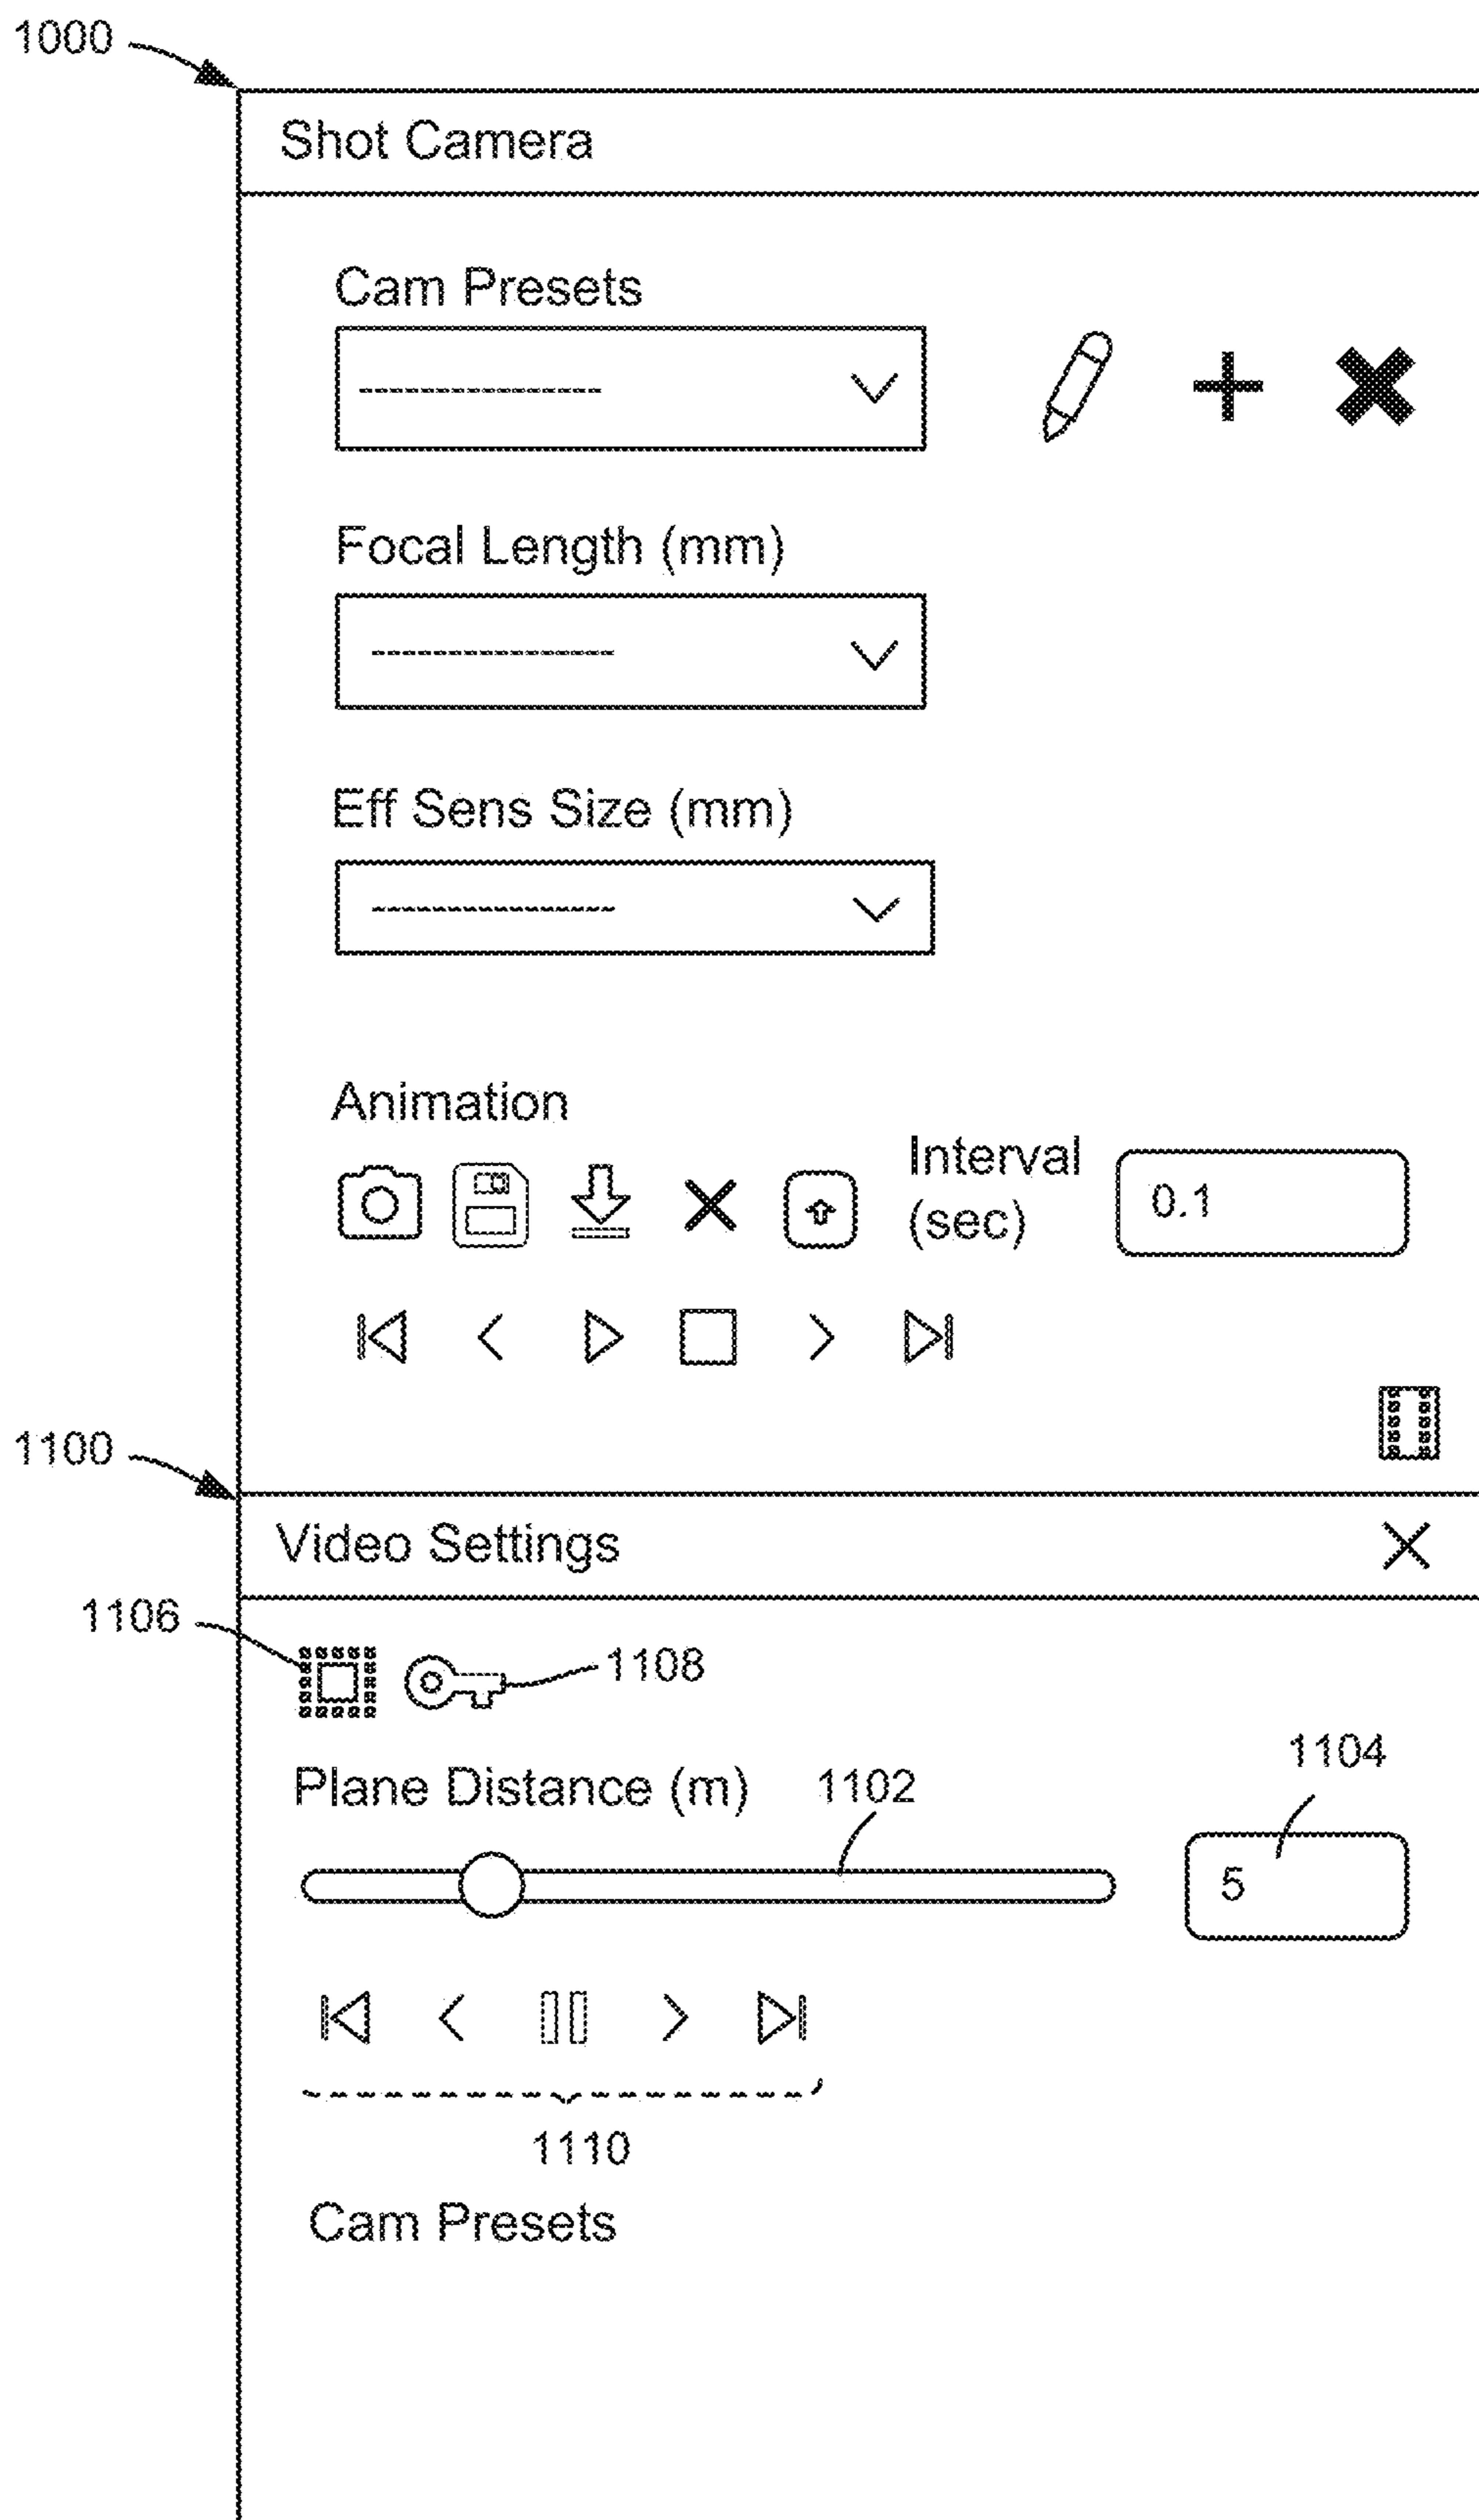 1000
Shot Camera
Cam Presets
Focal Length (mm)
Eff Sens Size (mm)
Animation
Interval
(sec)
0.1
1100
Video Settings
1106
1108
Plane Distance (m)
1102
1104
5
1110
Cam Presets